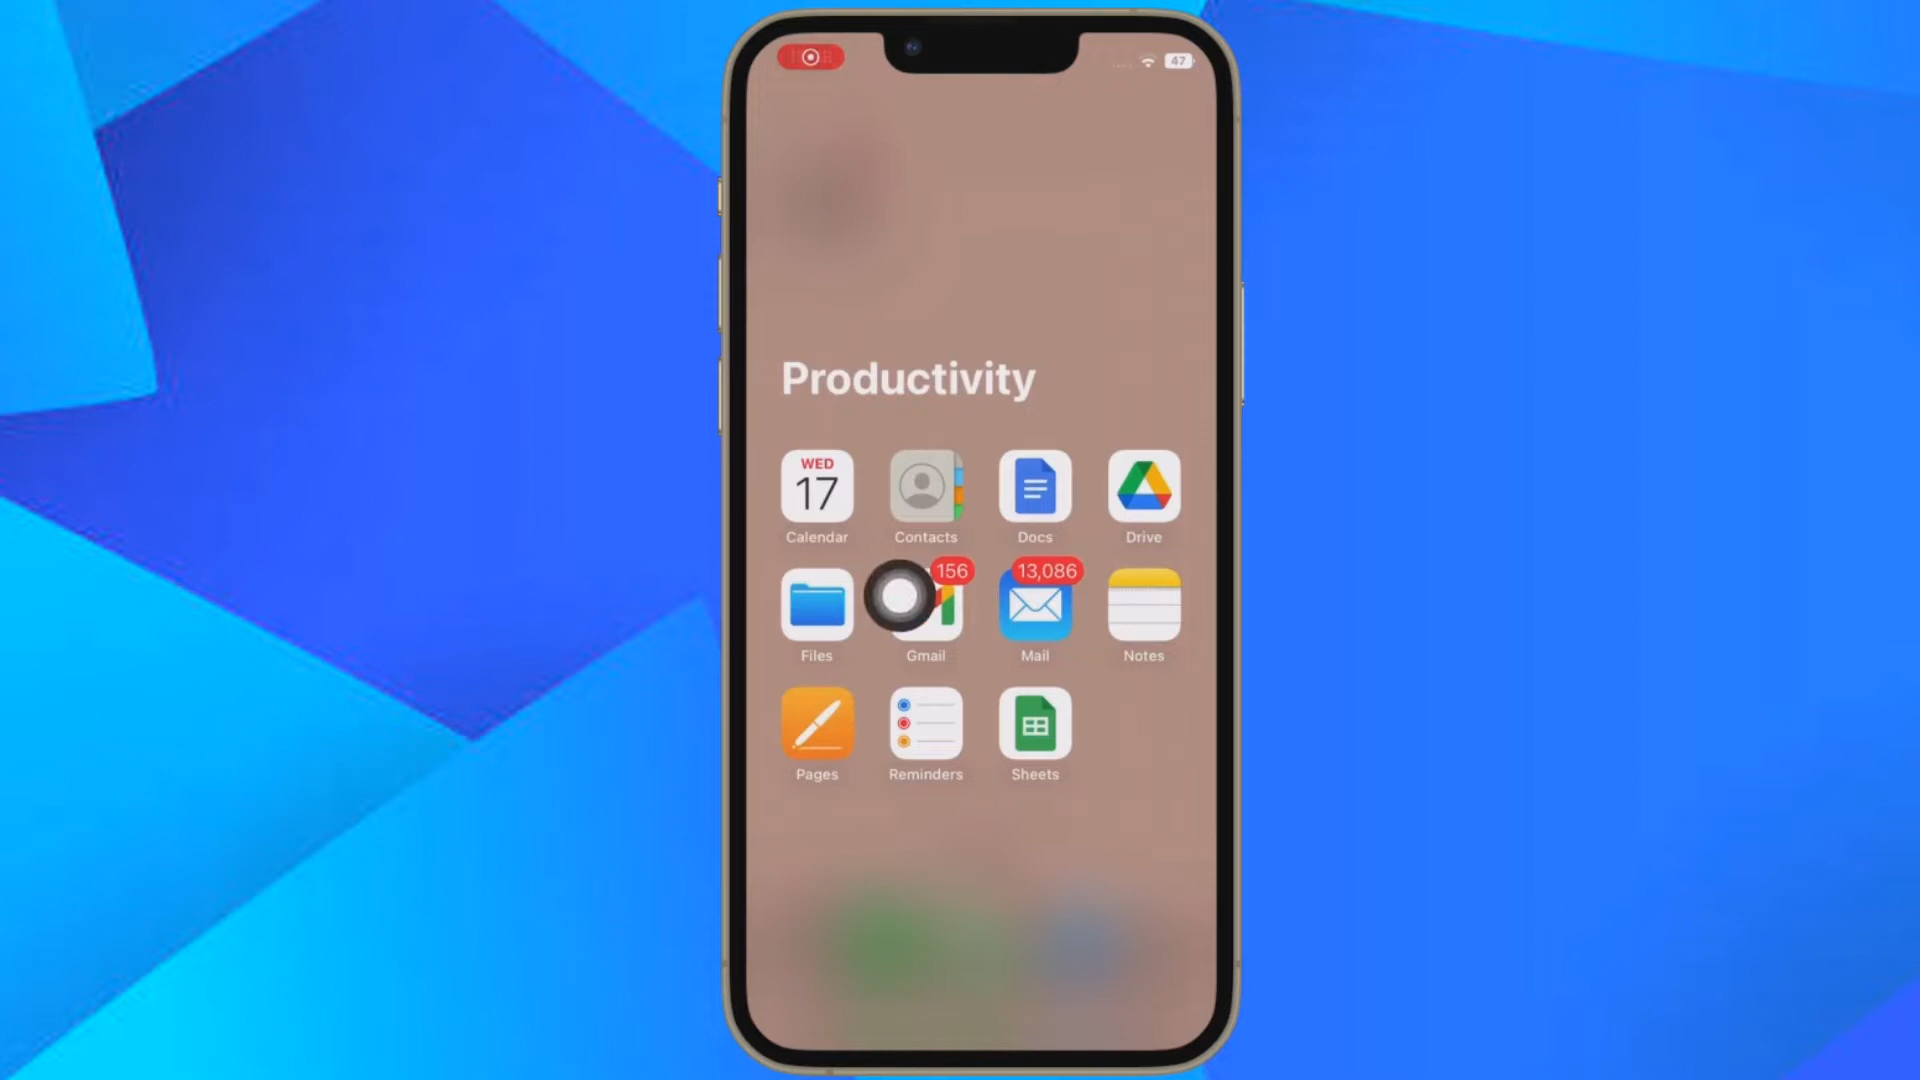 47
Productivity
WED
17
Calendar
Contacts
Docs
Drive
156
13,086
Files
Gmail
Mail
Notes
Pages
Reminders
Sheets